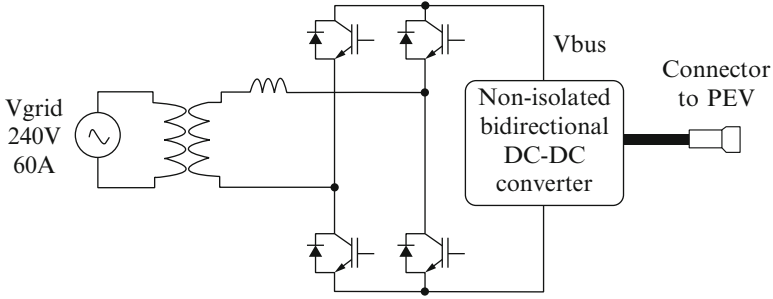 Vgrid
240V
60A
Vbus
Non-isolated
bidirectional
DC-DC
converter
Connector
to PEV